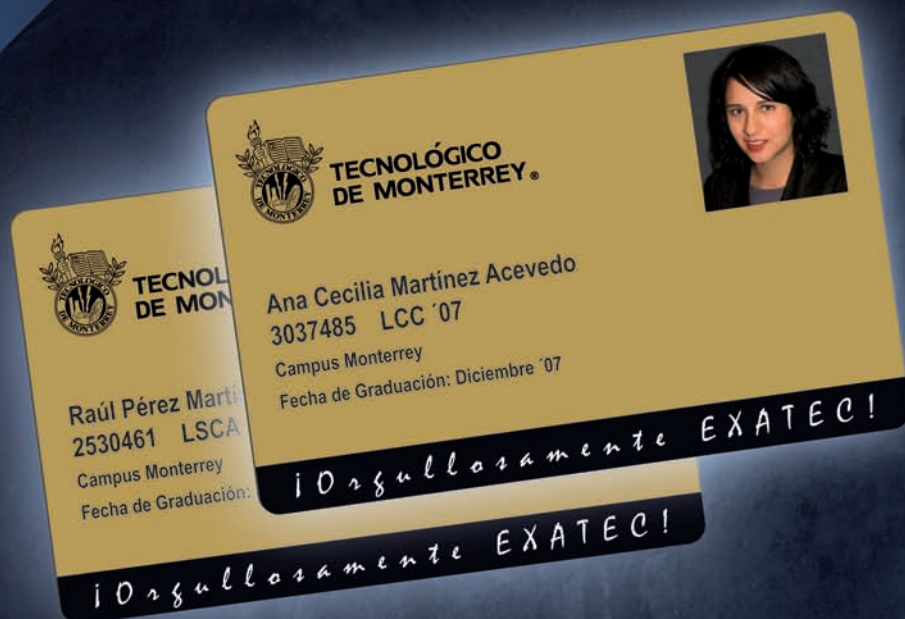 TECNOLÓGICO
DE MONTERREY®
Ana Cecilia Martínez Acevedo
3037485 LCC ´07
Campus Monterrey
Fecha de Graduación: Diciembre ´07
¡Orgullosamente EXATEC!
TECNOL
DE MON
Raúl Pérez Martí
2530461 LSCA
Campus Monterrey
Fecha de Graduación:
¡Orgullosamente EXATEC!